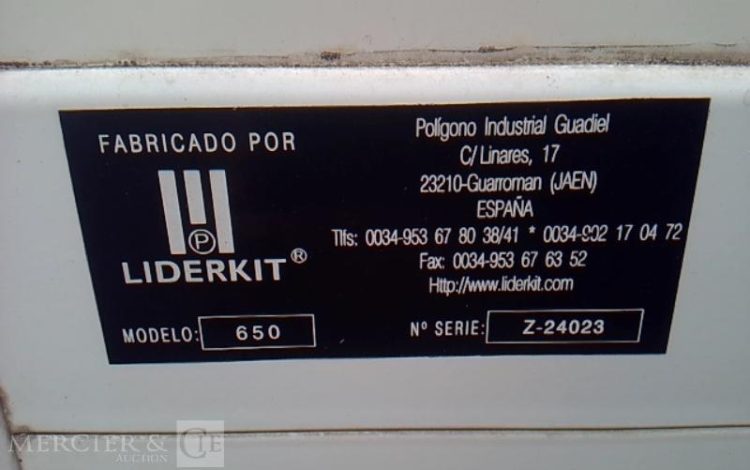 FABRICADO POR
P
LIDERKIT®
MODELO: 650
Polígono Industrial Guadiel
C/ Linares, 17
23210-Guarroman (JAEN)
ESPAÑA
Tlfs: 0034-953 67 80 38/41 * 0034-902 17 04 72
Fax: 0034-953 67 63 52
Http://www.liderkit.com
Nº SERIE: Z-24023
MERCIER & CIE
AUCTION